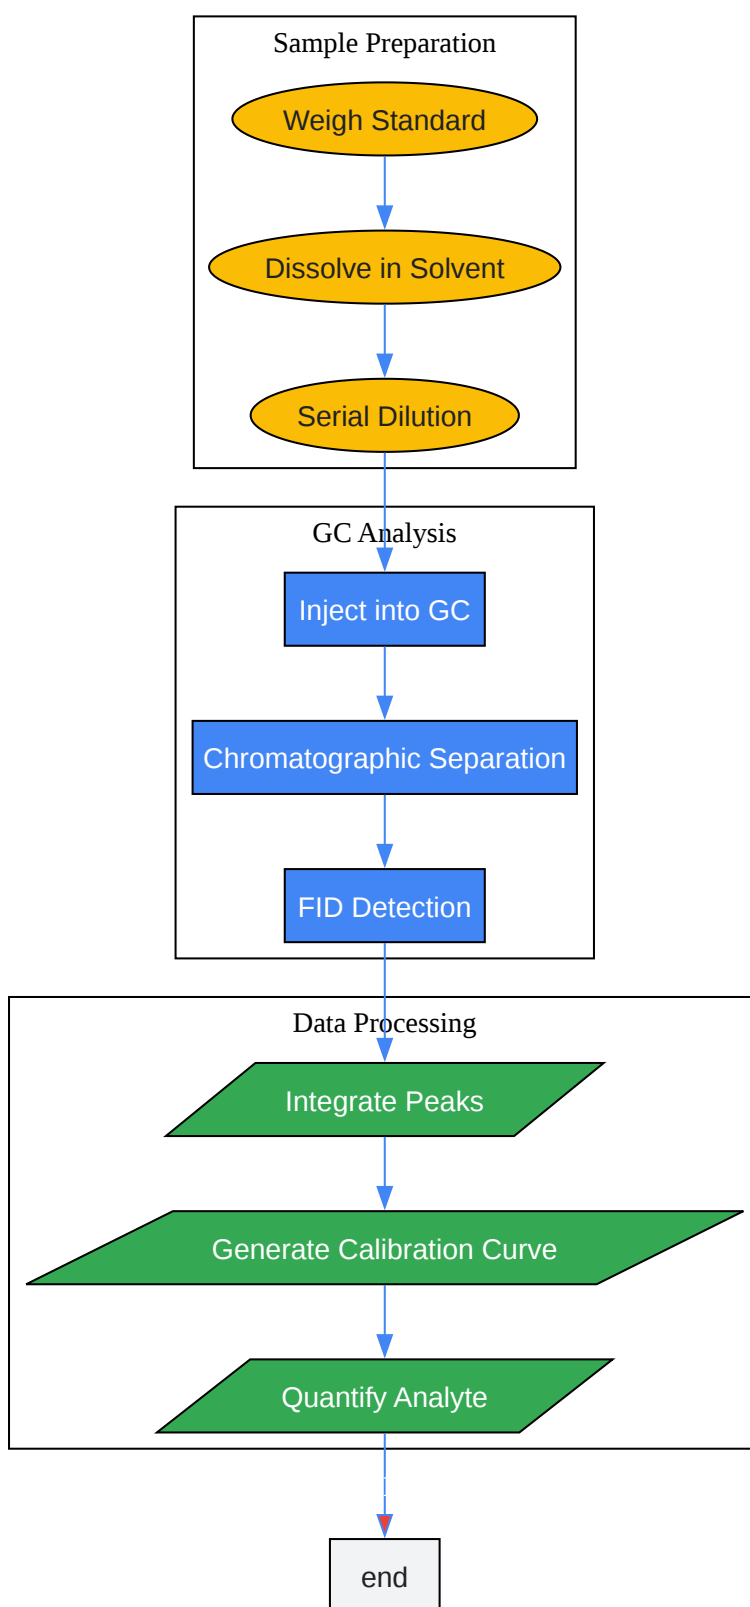 Sample Preparation
Weigh Standard
Dissolve in Solvent
Serial Dilution
GC Analysis
Inject into GC
Chromatographic Separation
FID Detection
Data Processing
Integrate Peaks
Generate Calibration Curve
Quantify Analyte
end